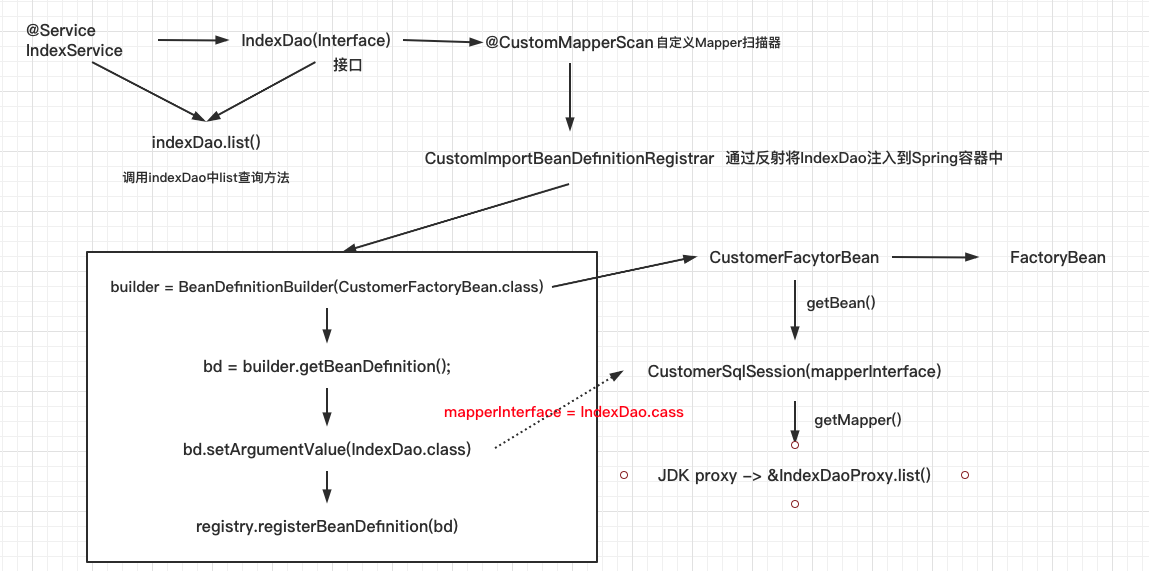 @Service
IndexService
IndexDao(Interface)
接口
@CustomMapperScan 自定义Mapper扫描器
indexDao.list()
调用indexDao中list查询方法
CustomImportBeanDefinitionRegistrar 通过反射将IndexDao注入到Spring容器中
builder = BeanDefinitionBuilder(CustomerFactoryBean.class)
bd = builder.getBeanDefinition();
bd.setArgumentValue(IndexDao.class)
registry.registerBeanDefinition(bd)
mapperInterface = IndexDao.cass
CustomerFacytorBean
FactoryBean
getBean()
CustomerSqlSession(mapperInterface)
getMapper()
JDK proxy -> &IndexDaoProxy.list()